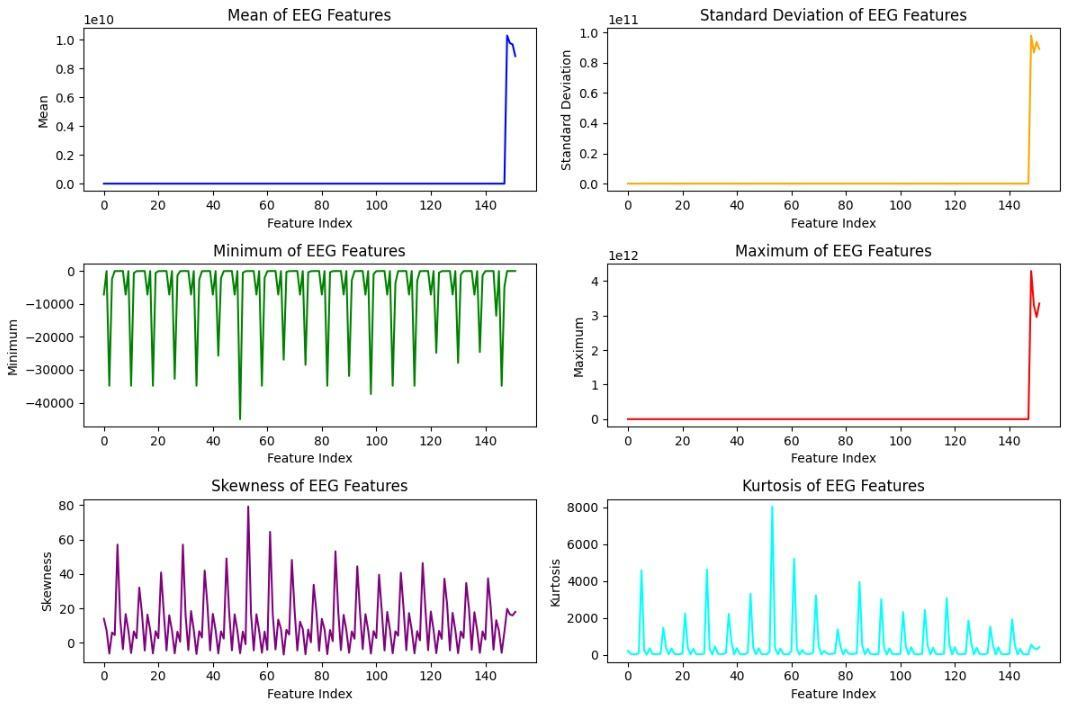 Mean of EEG Features
1e10
1.0
0.8
0.6
0.4
0.2
0.0
Mean
0 20 40 60 80 100 120 140
Feature Index
Standard Deviation of EEG Features
1e11
1.0
0.8
0.6
0.4
0.2
0.0
Standard Deviation
0 20 40 60 80 100 120 140
Feature Index
Minimum of EEG Features
0
−10000
−20000
−30000
−40000
Minimum
0 20 40 60 80 100 120 140
Feature Index
Maximum of EEG Features
1e12
4
3
2
1
0
Maximum
0 20 40 60 80 100 120 140
Feature Index
Skewness of EEG Features
80
60
40
20
0
Skewness
0 20 40 60 80 100 120 140
Feature Index
Kurtosis of EEG Features
8000
6000
4000
2000
0
Kurtosis
0 20 40 60 80 100 120 140
Feature Index